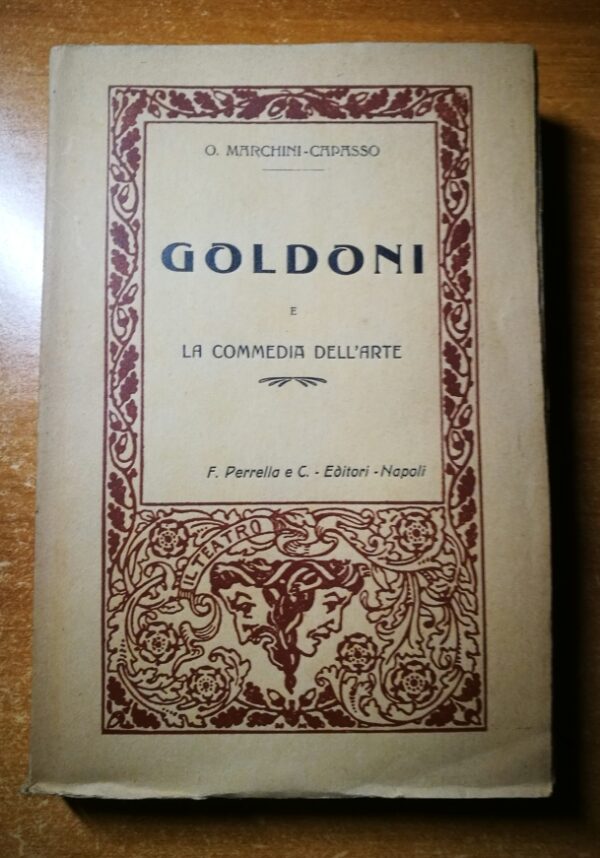 O. MARCHINI-CAPASSO
GOLDONI
E
LA COMMEDIA DELL'ARTE
F. Perrella e C. - Editori - Napoli
IL TEATRO